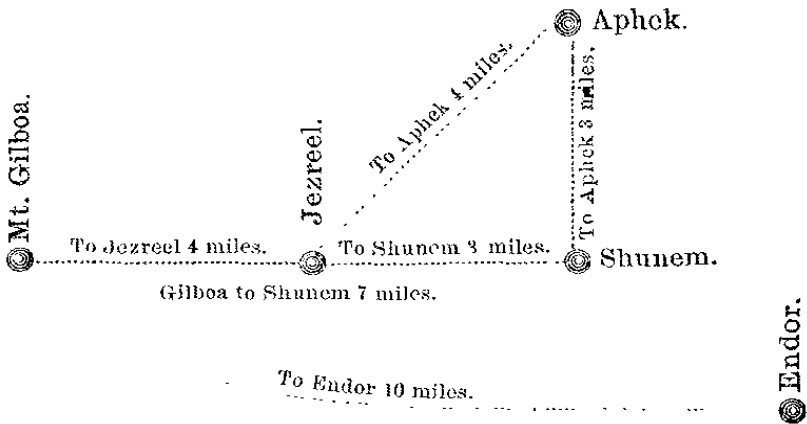 Aphek.
To Aphek 4 miles.
To Aphek 3 miles.
Mt. Gilboa.
Jezreel.
To Jezreel 4 miles.
To Shunem 3 miles.
Shunem.
Gilboa to Shunem 7 miles.
Endor.
To Endor 10 miles.